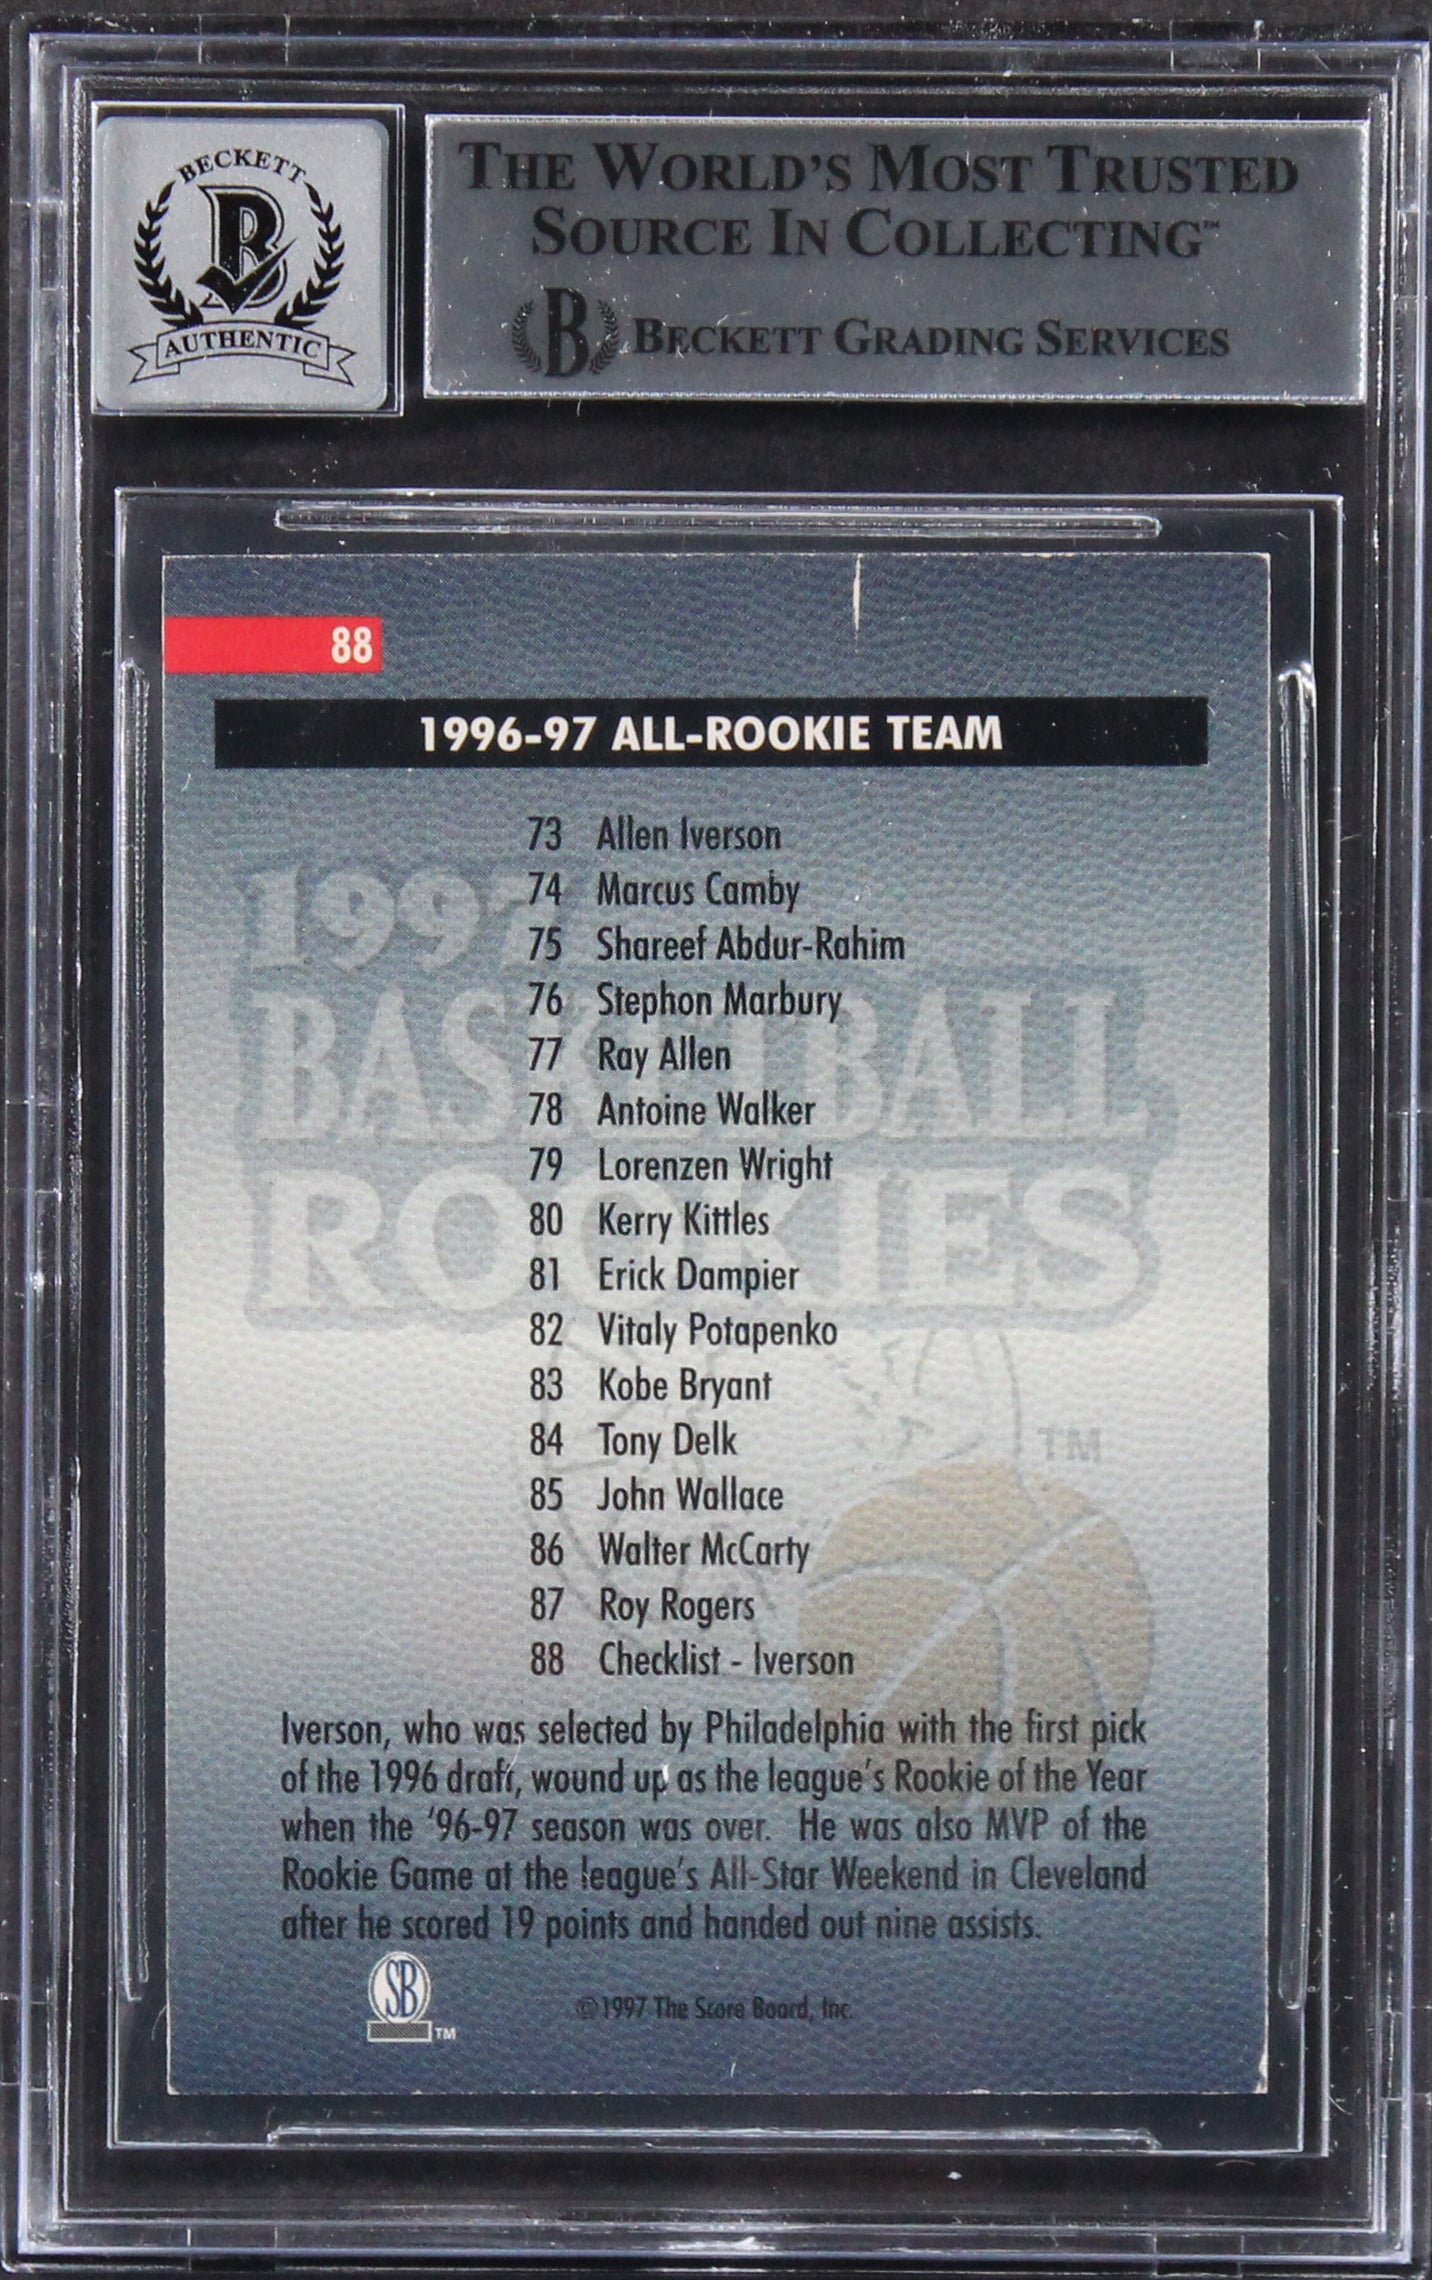 BECKETT
B
AUTHENTIC
THE WORLD'S MOST TRUSTED
SOURCE IN COLLECTING™
B BECKETT GRADING SERVICES
88
1996-97 ALL-ROOKIE TEAM
73 Allen Iverson
74 Marcus Camby
75 Shareef Abdur-Rahim
76 Stephon Marbury
77 Ray Allen
78 Antoine Walker
79 Lorenzen Wright
80 Kerry Kittles
81 Erick Dampier
82 Vitaly Potapenko
83 Kobe Bryant
84 Tony Delk
85 John Wallace
86 Walter McCarty
87 Roy Rogers
88 Checklist - Iverson
1997
BASKETBALL
ROOKIES
TM
Iverson, who was selected by Philadelphia with the first pick
of the 1996 draft, wound up as the league's Rookie of the Year
when the '96-97 season was over. He was also MVP of the
Rookie Game at the league's All-Star Weekend in Cleveland
after he scored 19 points and handed out nine assists.
SB TM
©1997 The Score Board, Inc.